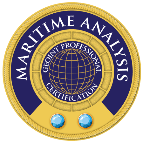 MARITIME ANALYSIS
GEOINT PROFESSIONAL
CERTIFICATION